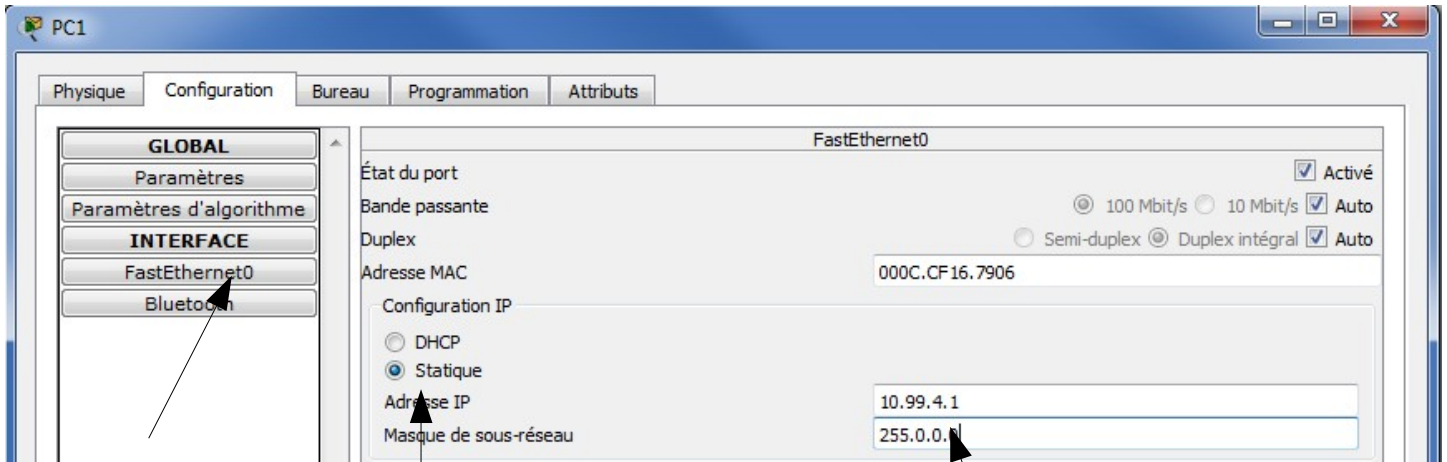 PC1
Physique Configuration Bureau Programmation Attributs
GLOBAL
Paramètres
Paramètres d'algorithme
INTERFACE
FastEthernet0
Bluetooth
FastEthernet0
État du port Activé
Bande passante 100 Mbit/s 10 Mbit/s Auto
Duplex Semi-duplex Duplex intégral Auto
Adresse MAC 000C.CF16.7906
Configuration IP
DHCP
Statique
Adresse IP 10.99.4.1
Masque de sous-réseau 255.0.0.0